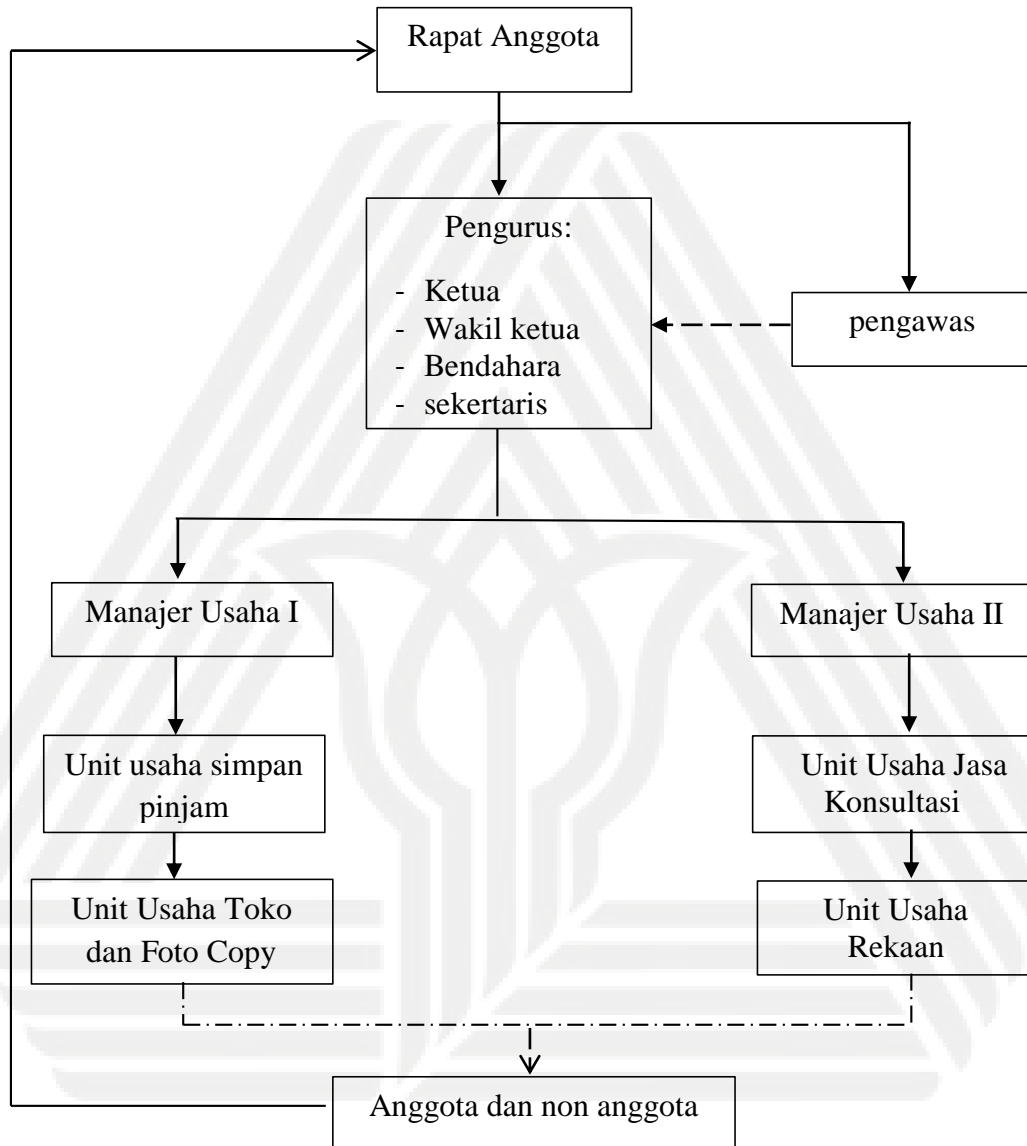 Rapat Anggota
Pengurus:
- Ketua
- Wakil ketua
- Bendahara
- sekertaris
pengawas
Manajer Usaha I
Manajer Usaha II
Unit usaha simpan
pinjam
Unit Usaha Jasa
Konsultasi
Unit Usaha Toko
dan Foto Copy
Unit Usaha
Rekaan
Anggota dan non anggota